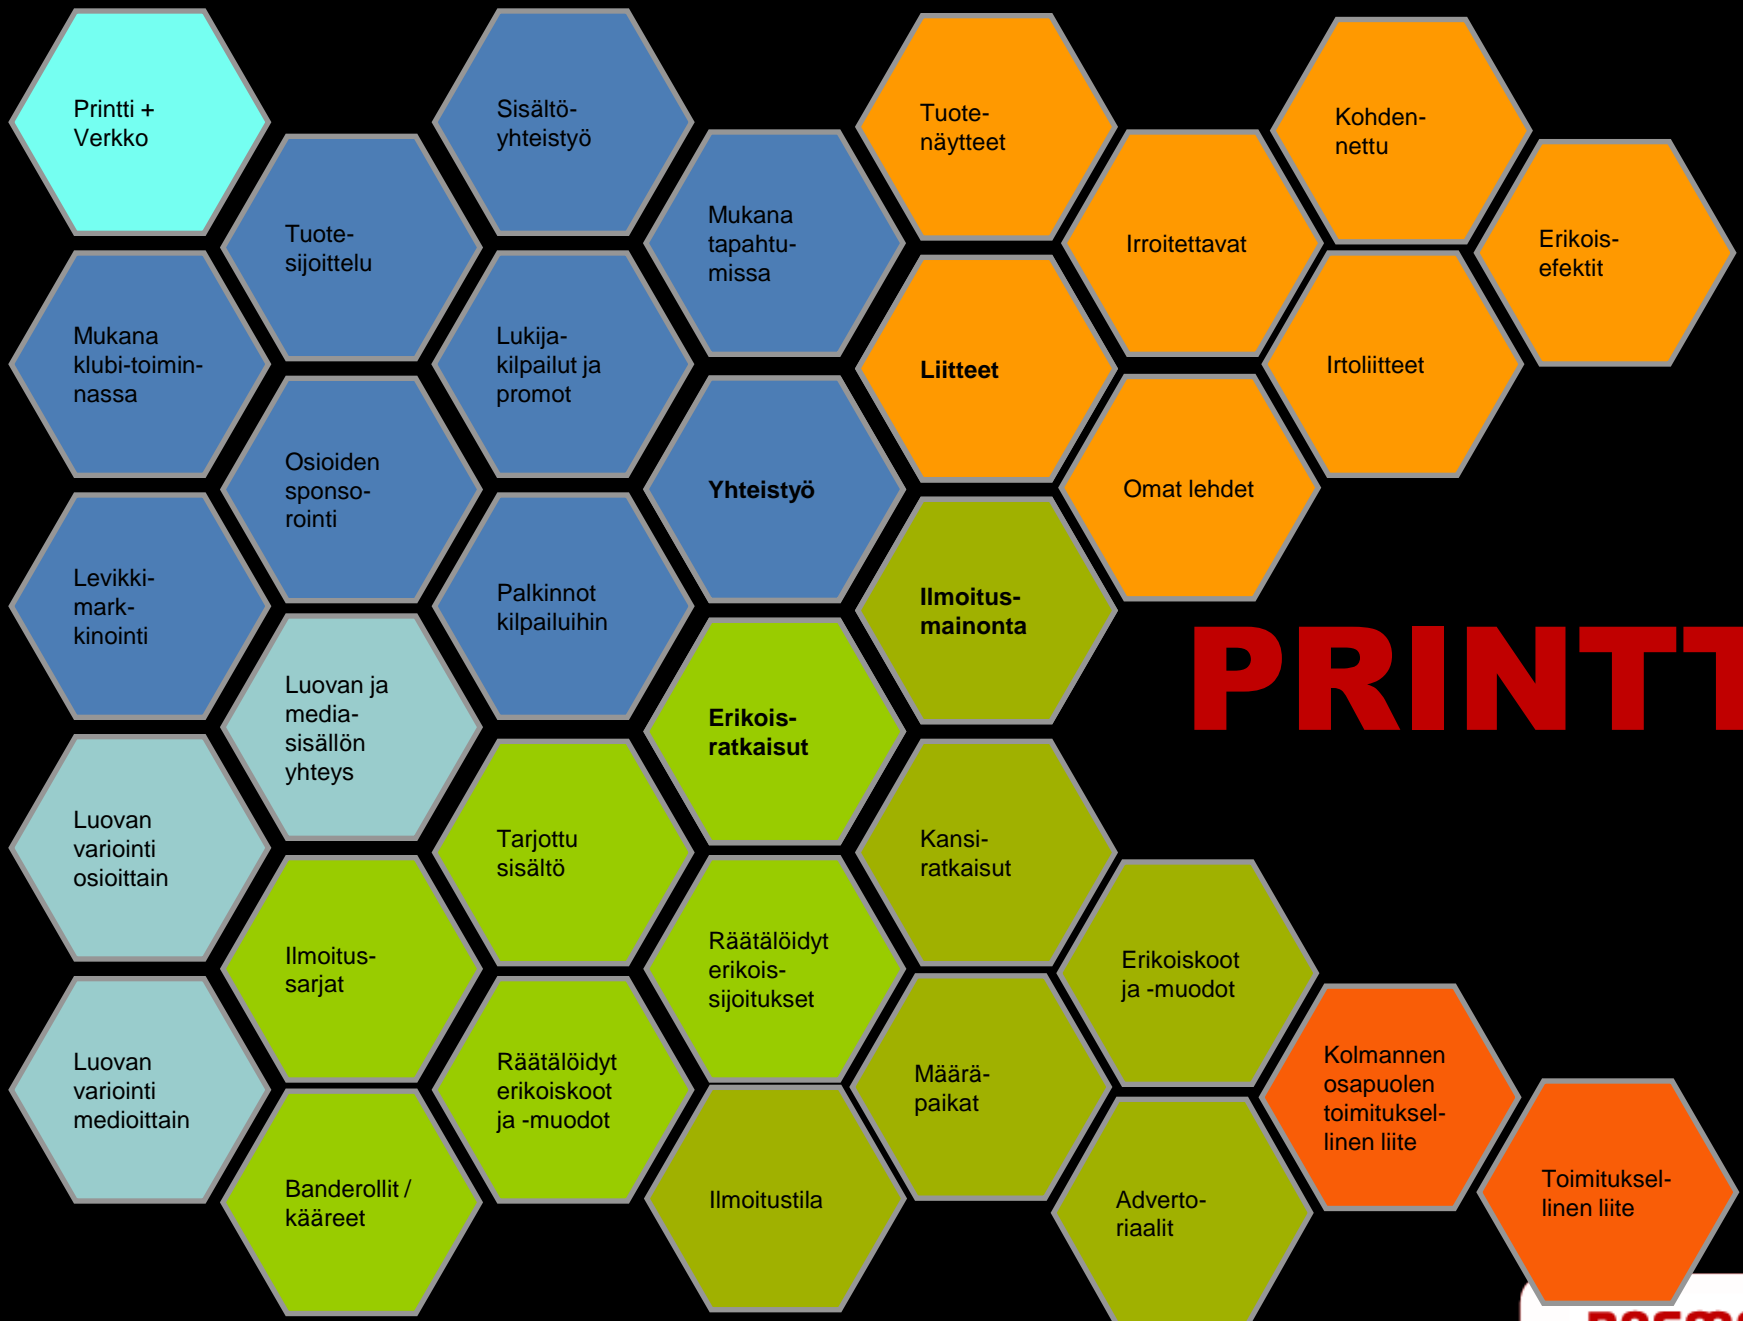 Printti +
Verkko
Sisältö-
yhteistyö
Tuote-
näytteet
Kohden-
nettu
Tuote-
sijoittelu
Mukana
tapahtu-
missa
Irroitettavat
Erikois-
efektit
Mukana
klubi-toimin-
nassa
Lukija-
kilpailut ja
promot
Liitteet
Irtoliitteet
Osioiden
sponso-
rointi
Yhteistyö
Omat lehdet
Levikki-
mark-
kinointi
Palkinnot
kilpailuihin
Ilmoitus-
mainonta
PRINTT
Luovan ja
media-
sisällön
yhteys
Erikois-
ratkaisut
Luovan
variointi
osioittain
Tarjottu
sisältö
Kansi-
ratkaisut
Ilmoitus-
sarjat
Räätälöidyt
erikois-
sijoitukset
Erikoiskoot
ja -muodot
Luovan
variointi
medioittain
Räätälöidyt
erikoiskoot
ja -muodot
Määrä-
paikat
Kolmannen
osapuolen
toimituksel-
linen liite
Banderollit /
kääreet
Ilmoitustila
Adverto-
riaalit
Toimituksel-
linen liite